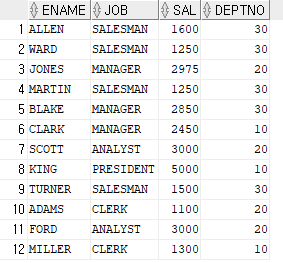 ENAME JOB SAL DEPTNO
1 ALLEN SALESMAN 1600 30
2 WARD SALESMAN 1250 30
3 JONES MANAGER 2975 20
4 MARTIN SALESMAN 1250 30
5 BLAKE MANAGER 2850 30
6 CLARK MANAGER 2450 10
7 SCOTT ANALYST 3000 20
8 KING PRESIDENT 5000 10
9 TURNER SALESMAN 1500 30
10 ADAMS CLERK 1100 20
11 FORD ANALYST 3000 20
12 MILLER CLERK 1300 10